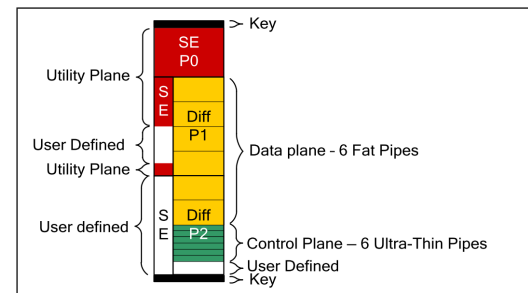 Key
SE
P0
Utility Plane
S
E
Diff
P1
User Defined
Data plane - 6 Fat Pipes
Utility Plane
User defined
S
E
Diff
P2
Control Plane – 6 Ultra-Thin Pipes
User Defined
Key